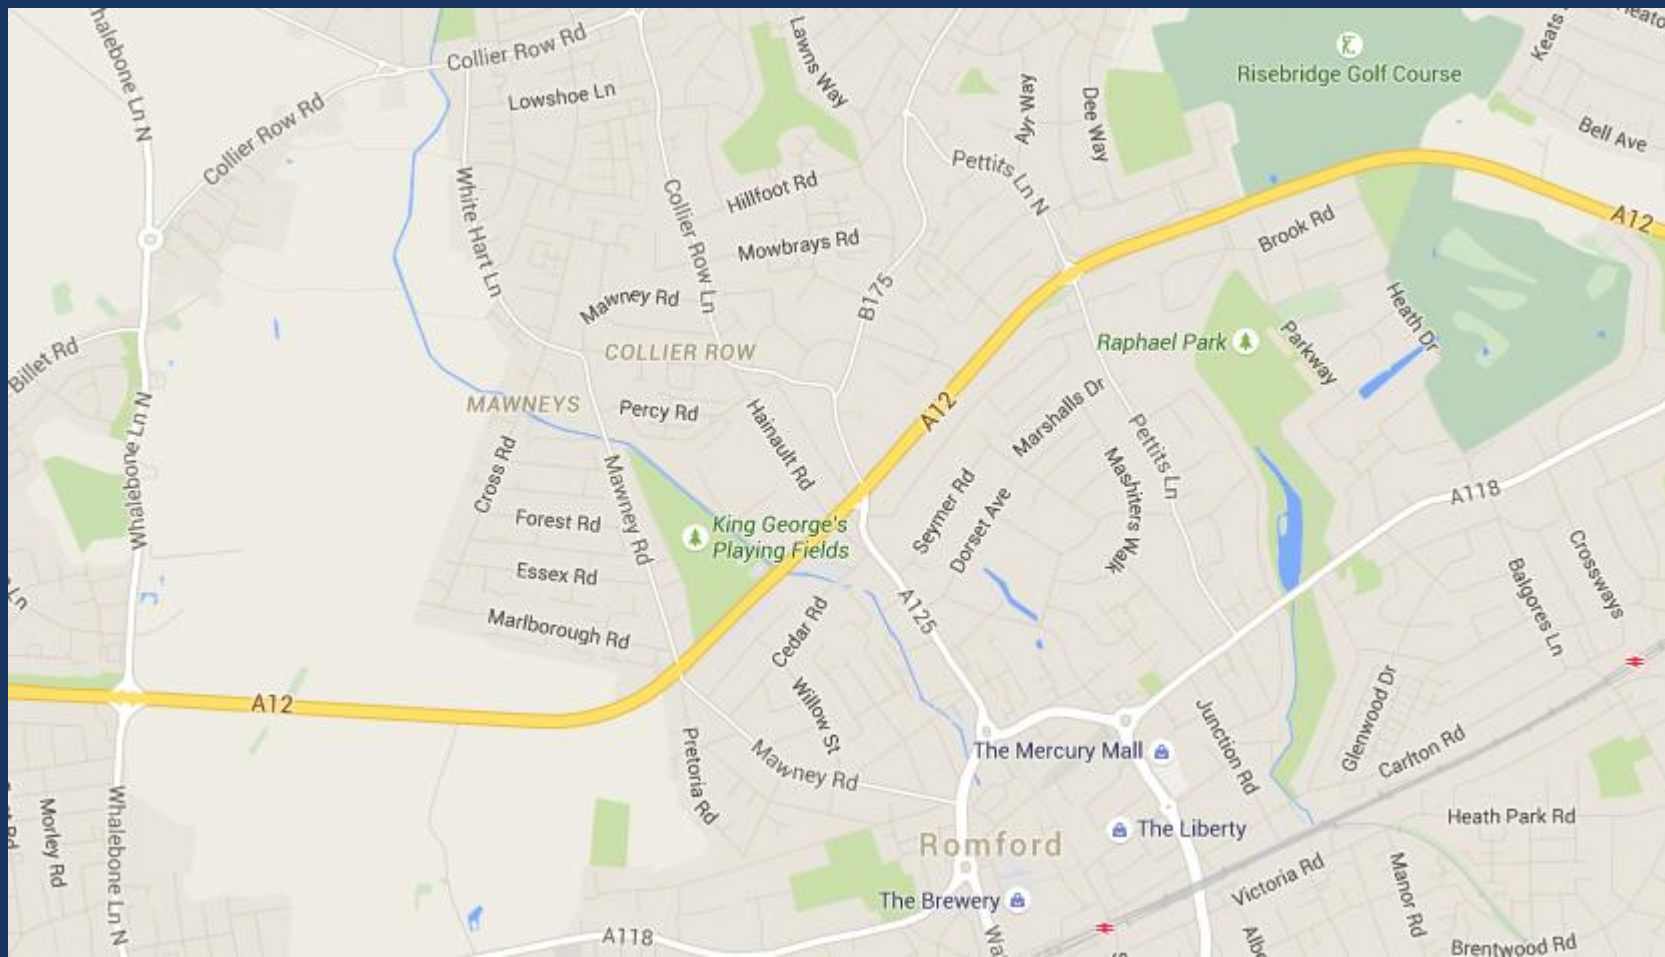 Whalebone Ln N
Collier Row Rd
Lawns Way
Keats
Risebridge Golf Course
Lowshoe Ln
Ayr Way
Dee Way
Collier Row Rd
Bell Ave
Pettits Ln N
White Hart Ln
Hillfoot Rd
Collier Row Ln
Brook Rd
A12
Mowbrays Rd
B175
Mawney Rd
Heath Dr
Raphael Park
Parkway
Billet Rd
COLLIER ROW
MAWNEYS
Percy Rd
Hainault Rd
A12
Marshalls Dr
Pettits Ln
Whalebone Ln N
Cross Rd
Mawney Rd
Mashiters Walk
A118
Seymer Rd
Dorset Ave
Forest Rd
King George's
Playing Fields
Essex Rd
Crossways
Balgores Ln
Ln
A125
Marlborough Rd
Cedar Rd
A12
Willow St
Glenwood Dr
Junction Rd
Pretoria Rd
Mawney Rd
The Mercury Mall
Carlton Rd
Whalebone Ln N
Morley Rd
Rd
The Liberty
Heath Park Rd
Romford
Victoria Rd
Manor Rd
The Brewery
A118
Brentwood Rd